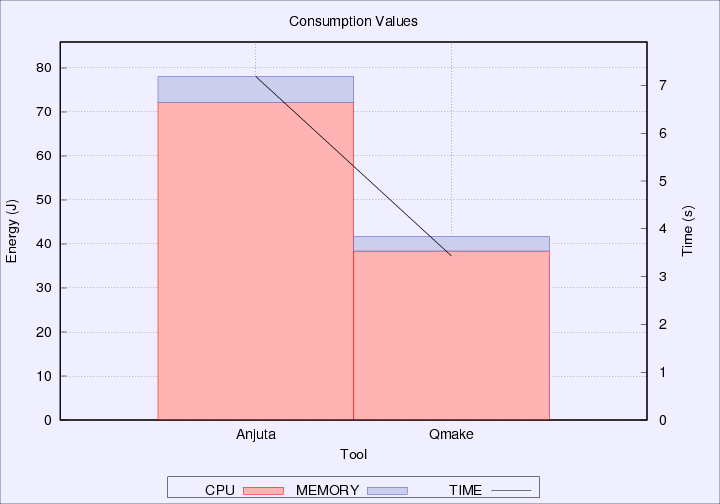 Consumption Values
80
70
60
50
40
30
20
10
0
Energy (J)
7
6
5
4
3
2
1
0
Time (s)
Anjuta Qmake
Tool
CPU MEMORY TIME